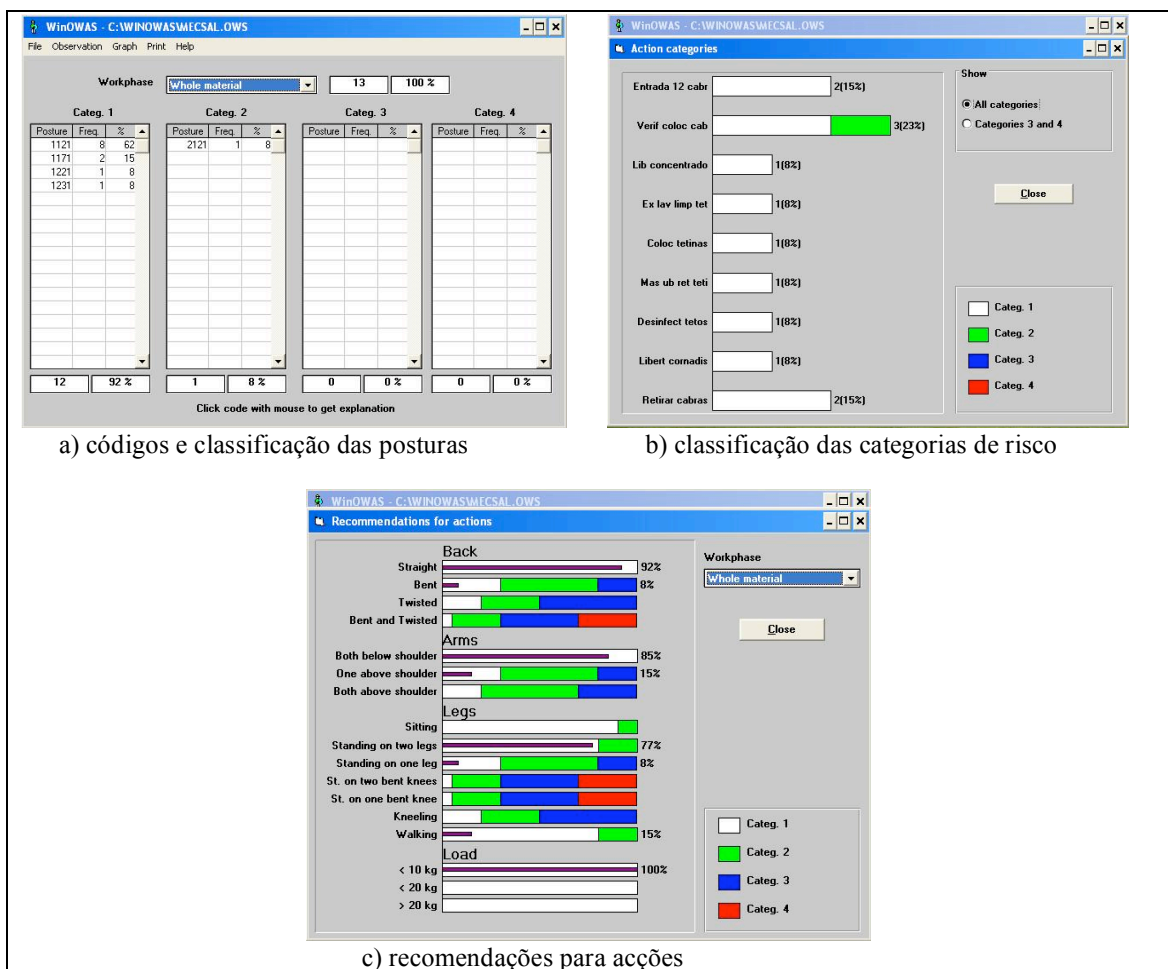 WinOWAS - C:\WINOWAS\MECSAL.OWS
File Observation Graph Print Help
Workphase Whole material 13 100 %
Categ. 1 Categ. 2 Categ. 3 Categ. 4
Posture Freq. % Posture Freq. % Posture Freq. % Posture Freq. %
1121 8 62 2121 1 8
1171 2 15
1221 1 8
1231 1 8
12 92 % 1 8 % 0 0 % 0 0 %
Click code with mouse to get explanation
a) códigos e classificação das posturas
WinOWAS - C:\WINOWAS\MECSAL.OWS
Action categories
Entrada 12 cabr 2(15%)
Verif coloc cab 3(23%)
Lib concentrado 1(8%)
Ex lav limp tet 1(8%)
Coloc tetinas 1(8%)
Mas ub ret teti 1(8%)
Desinfect tetos 1(8%)
Libert cornadis 1(8%)
Retirar cabras 2(15%)
Show
All categories
Categories 3 and 4
Close
Categ. 1
Categ. 2
Categ. 3
Categ. 4
b) classificação das categorias de risco
WinOWAS - C:\WINOWAS\MECSAL.OWS
Recommendations for actions
Back
Straight 92%
Bent 8%
Twisted
Bent and Twisted
Arms
Both below shoulder 85%
One above shoulder 15%
Both above shoulder
Legs
Sitting
Standing on two legs 77%
Standing on one leg 8%
St. on two bent knees
St. on one bent knee
Kneeling
Walking 15%
Load
< 10 kg 100%
< 20 kg
> 20 kg
Workphase
Whole material
Close
Categ. 1
Categ. 2
Categ. 3
Categ. 4
c) recomendações para acções